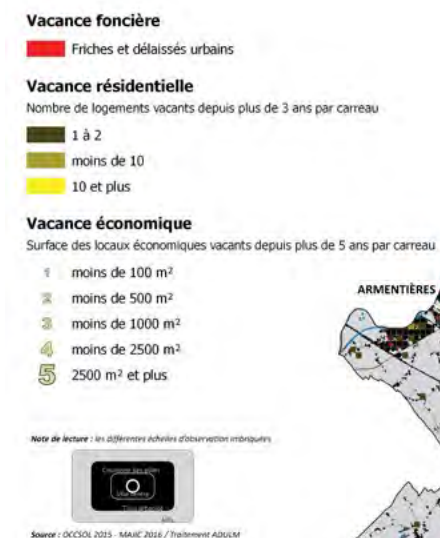 Vacance foncière
Friches et délaissés urbains
Vacance résidentielle
Nombre de logements vacants depuis plus de 3 ans par carreau
1 à 2
moins de 10
10 et plus
Vacance économique
Surface des locaux économiques vacants depuis plus de 5 ans par carreau
1 moins de 100 m²
2 moins de 500 m²
3 moins de 1000 m²
4 moins de 2500 m²
5 2500 m² et plus
ARMENTIÈRES
Note de lecture : les différentes échelles d'observation imbriquées
Source : OCCSOL 2015 - MAJIC 2016 / Traitement ADULM